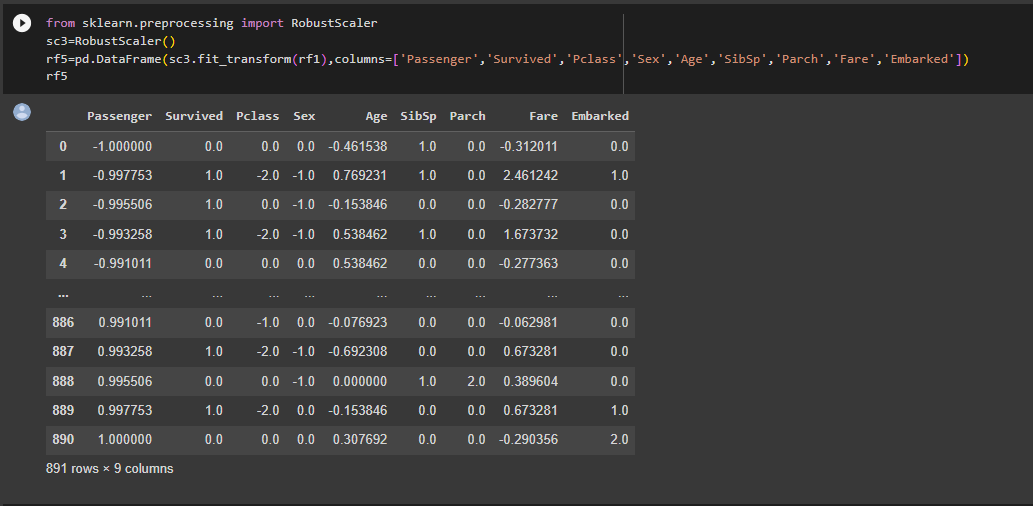 from sklearn.preprocessing import RobustScaler
sc3=RobustScaler()
rf5=pd.DataFrame(sc3.fit_transform(rf1),columns=['Passenger','Survived','Pclass','Sex','Age','SibSp','Parch','Fare','Embarked'])
rf5
Passenger Survived Pclass Sex Age SibSp Parch Fare Embarked
0 -1.000000 0.0 0.0 0.0 -0.461538 1.0 0.0 -0.312011 0.0
1 -0.997753 1.0 -2.0 -1.0 0.769231 1.0 0.0 2.461242 1.0
2 -0.995506 1.0 0.0 -1.0 -0.153846 0.0 0.0 -0.282777 0.0
3 -0.993258 1.0 -2.0 -1.0 0.538462 1.0 0.0 1.673732 0.0
4 -0.991011 0.0 0.0 0.0 0.538462 0.0 0.0 -0.277363 0.0
... ... ... ... ... ... ... ... ... ...
886 0.991011 0.0 -1.0 0.0 -0.076923 0.0 0.0 -0.062981 0.0
887 0.993258 1.0 -2.0 -1.0 -0.692308 0.0 0.0 0.673281 0.0
888 0.995506 0.0 0.0 -1.0 0.000000 1.0 2.0 0.389604 0.0
889 0.997753 1.0 -2.0 0.0 -0.153846 0.0 0.0 0.673281 1.0
890 1.000000 0.0 0.0 0.0 0.307692 0.0 0.0 -0.290356 2.0
891 rows × 9 columns